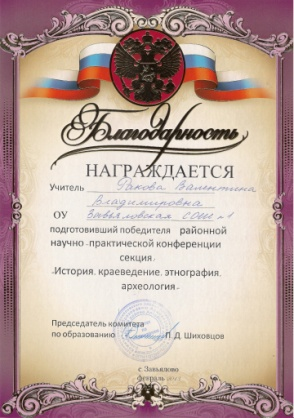 Благодарность
НАГРАЖДАЕТСЯ
Учитель Ракова Валентина
Владимировна
ОУ Завьяловская СОШ №1
подготовивший победителя районной
научно - практической конференции
секция
«История, краеведение, этнография,
археология»
Председатель комитета
по образованию П. Д. Шиховцов
с Завьялово
февраль